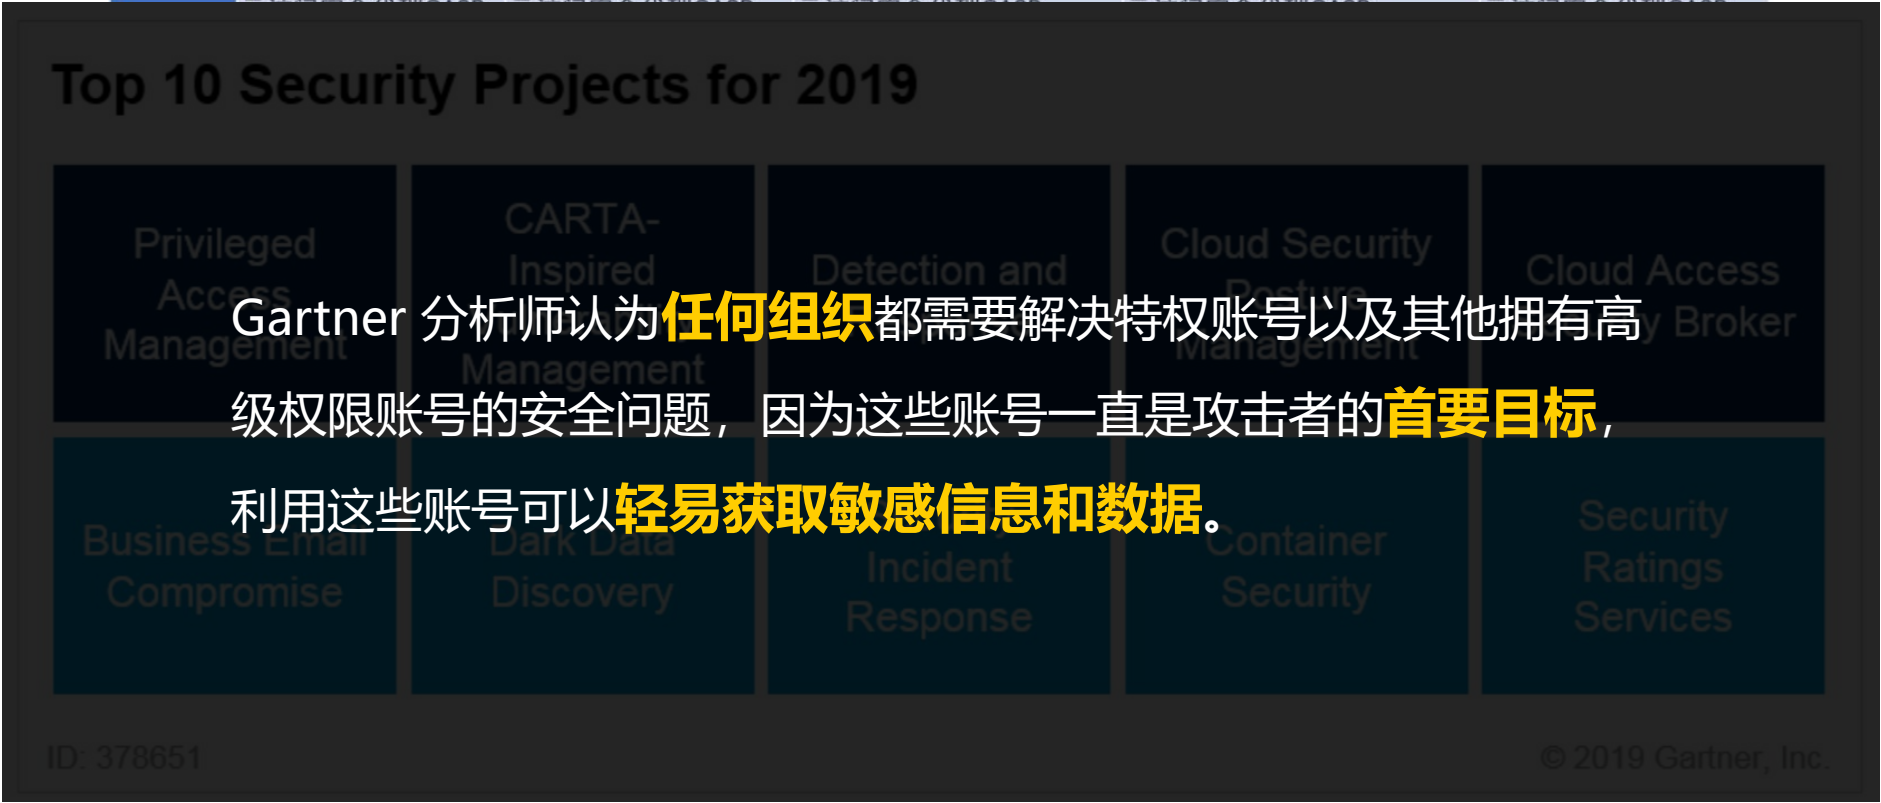 Top 10 Security Projects for 2019
Privileged
Access
Management
CARTA-
Inspired
Management
Detection and
Cloud Security
Posture
Management
Cloud Access
Broker
Gartner 分析师认为任何组织都需要解决特权账号以及其他拥有高
级权限账号的安全问题，因为这些账号一直是攻击者的首要目标，
利用这些账号可以轻易获取敏感信息和数据。
Business Email
Compromise
Dark Data
Discovery
Incident
Response
Container
Security
Security
Ratings
Services
ID: 378651
© 2019 Gartner, Inc.